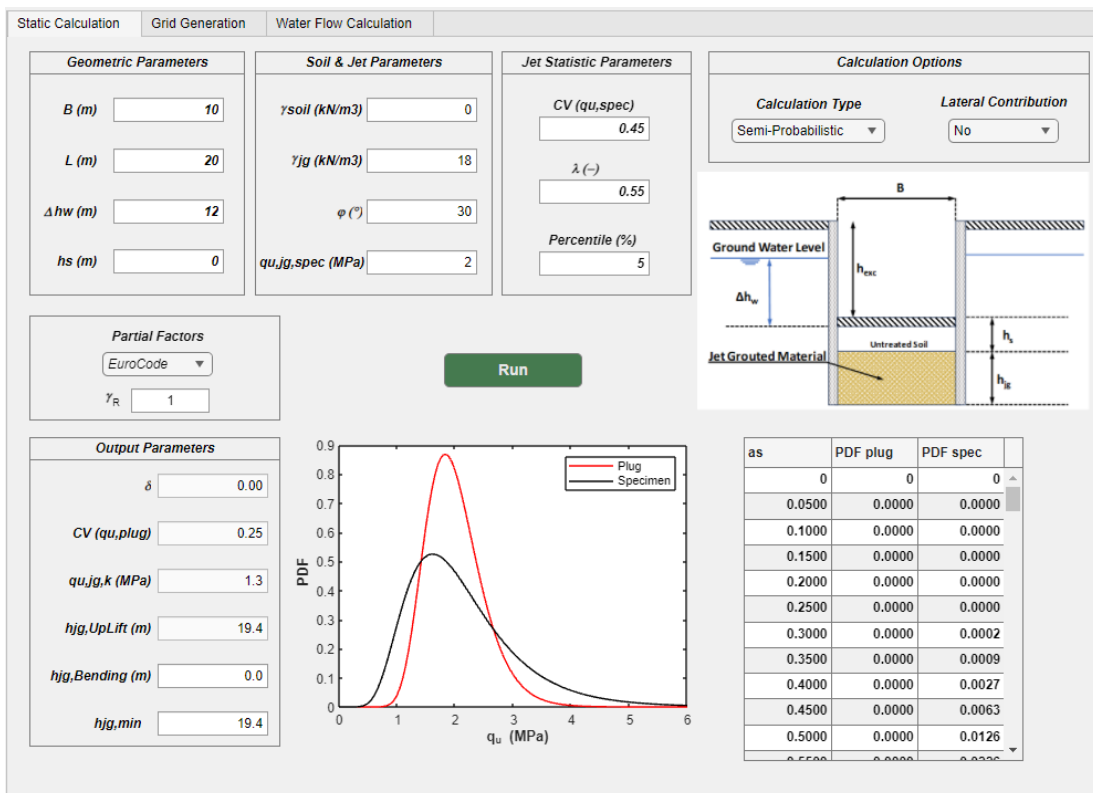 Static Calculation Grid Generation Water Flow Calculation
Geometric Parameters
B (m) 10
L (m) 20
Δhw (m) 12
hs (m) 0
Soil & Jet Parameters
γsoil (kN/m3) 0
γjg (kN/m3) 18
φ (°) 30
qu,jg,spec (MPa) 2
Jet Statistic Parameters
CV (qu,spec)
0.45
λ (–)
0.55
Percentile (%)
5
Calculation Options
Calculation Type Lateral Contribution
Semi-Probabilistic No
B
Ground Water Level
hexc
Δhw
hs
Untreated Soil
Jet Grouted Material
hjg
Partial Factors
EuroCode
γR 1
Run
Output Parameters
δ 0.00
CV (qu,plug) 0.25
qu,jg,k (MPa) 1.3
hjg,UpLift (m) 19.4
hjg,Bending (m) 0.0
hjg,min 19.4
0.9
0.8
0.7
0.6
0.5
0.4
0.3
0.2
0.1
0
PDF
Plug
Specimen
0 1 2 3 4 5 6
qu (MPa)
as PDF plug PDF spec
0 0 0
0.0500 0.0000 0.0000
0.1000 0.0000 0.0000
0.1500 0.0000 0.0000
0.2000 0.0000 0.0000
0.2500 0.0000 0.0000
0.3000 0.0000 0.0002
0.3500 0.0000 0.0009
0.4000 0.0000 0.0027
0.4500 0.0000 0.0063
0.5000 0.0000 0.0126